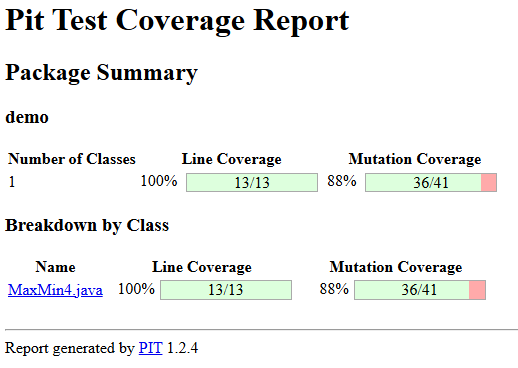 Pit Test Coverage Report
Package Summary
demo
Number of Classes Line Coverage Mutation Coverage
1 100% 13/13 88% 36/41
Breakdown by Class
Name Line Coverage Mutation Coverage
MaxMin4.java 100% 13/13 88% 36/41
Report generated by PIT 1.2.4